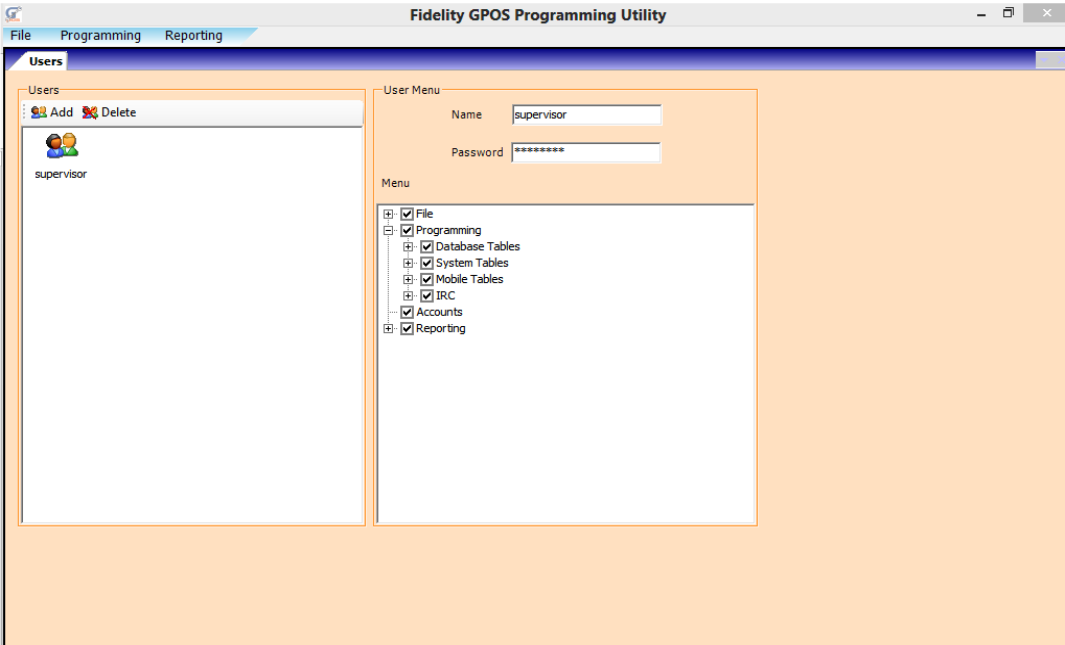 Fidelity GPOS Programming Utility
File Programming Reporting
Users
Users
Add Delete
supervisor
User Menu
Name supervisor
Password ********
Menu
File
Programming
Database Tables
System Tables
Mobile Tables
IRC
Accounts
Reporting